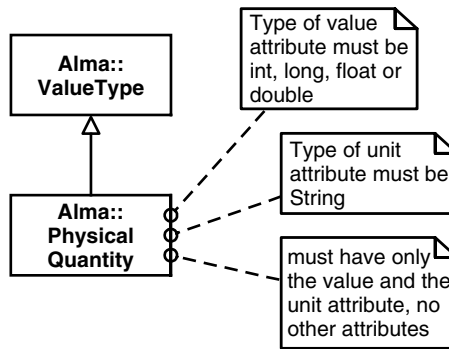 Type of value
attribute must be
int, long, float or
double
Alma::
ValueType
Type of unit
attribute must be
String
Alma::
Physical
Quantity
must have only
the value and the
unit attribute, no
other attributes